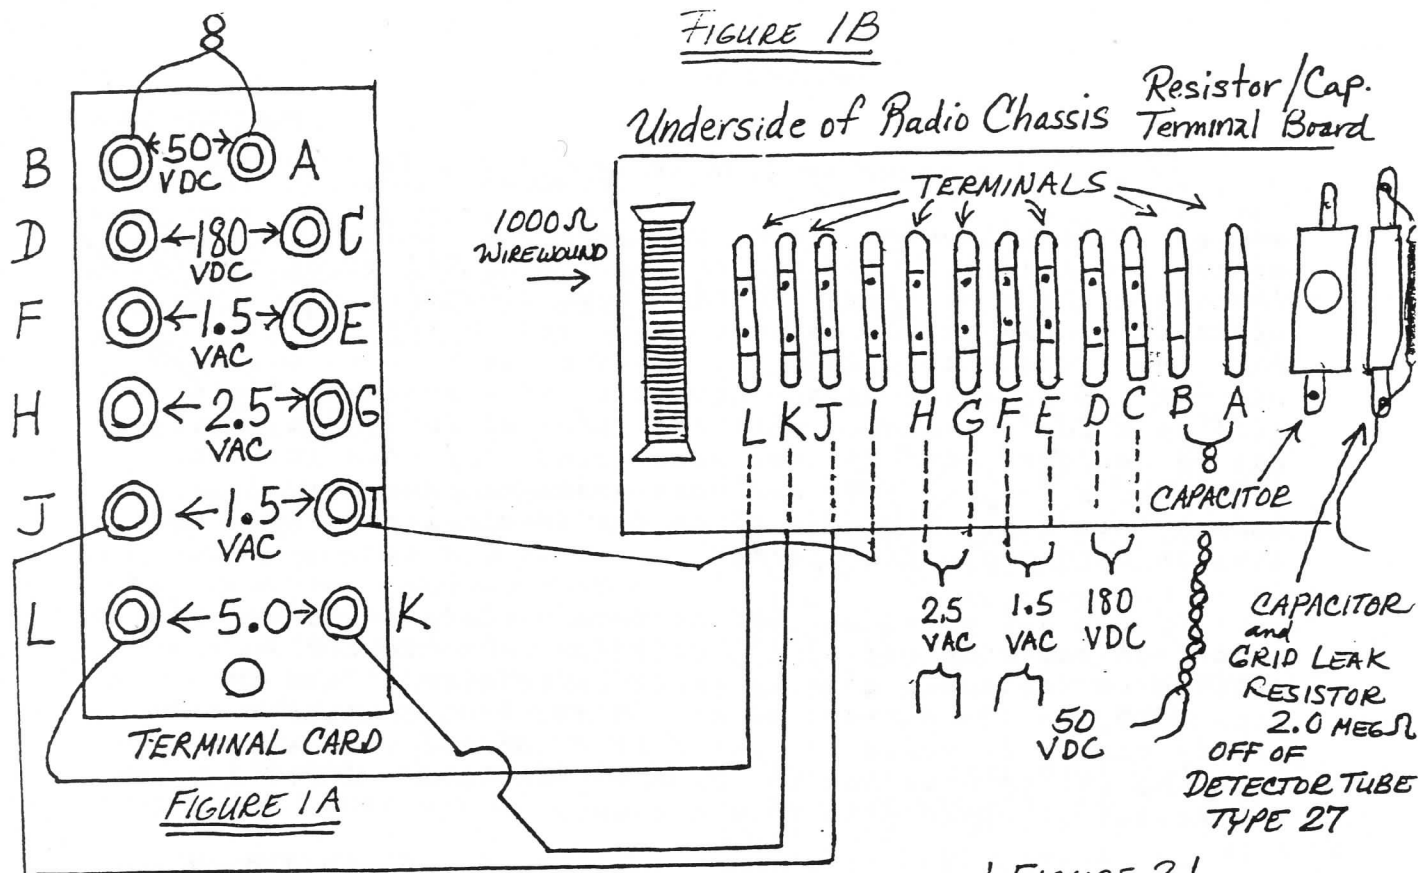 FIGURE 1B
Underside of Radio Chassis
Resistor/Cap.
Terminal Board
B 50 A
VDC
D 180 C
VDC
F 1.5 E
VAC
H 2.5 G
VAC
J 1.5 I
VAC
L 5.0 K
TERMINAL CARD
FIGURE 1A
1000Ω
WIREWOUND
TERMINALS
L K J I H G F E D C B A
CAPACITOR
2.5
VAC
1.5
VAC
180
VDC
50
VDC
CAPACITOR
and
GRID LEAK
RESISTOR
2.0 MEGΩ
OFF OF
DETECTOR TUBE
TYPE 27